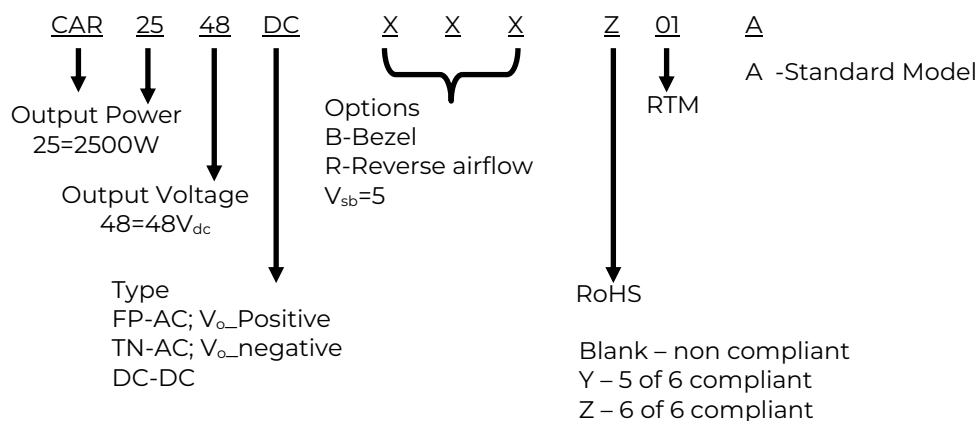 CAR 25 48 DC X X X Z 01 A
A -Standard Model
Output Power
25=2500W
Options
B-Bezel
R-Reverse airflow
Vsb=5
RTM
Output Voltage
48=48Vdc
Type
FP-AC; Vo_Positive
TN-AC; Vo_negative
DC-DC
RoHS
Blank – non compliant
Y – 5 of 6 compliant
Z – 6 of 6 compliant